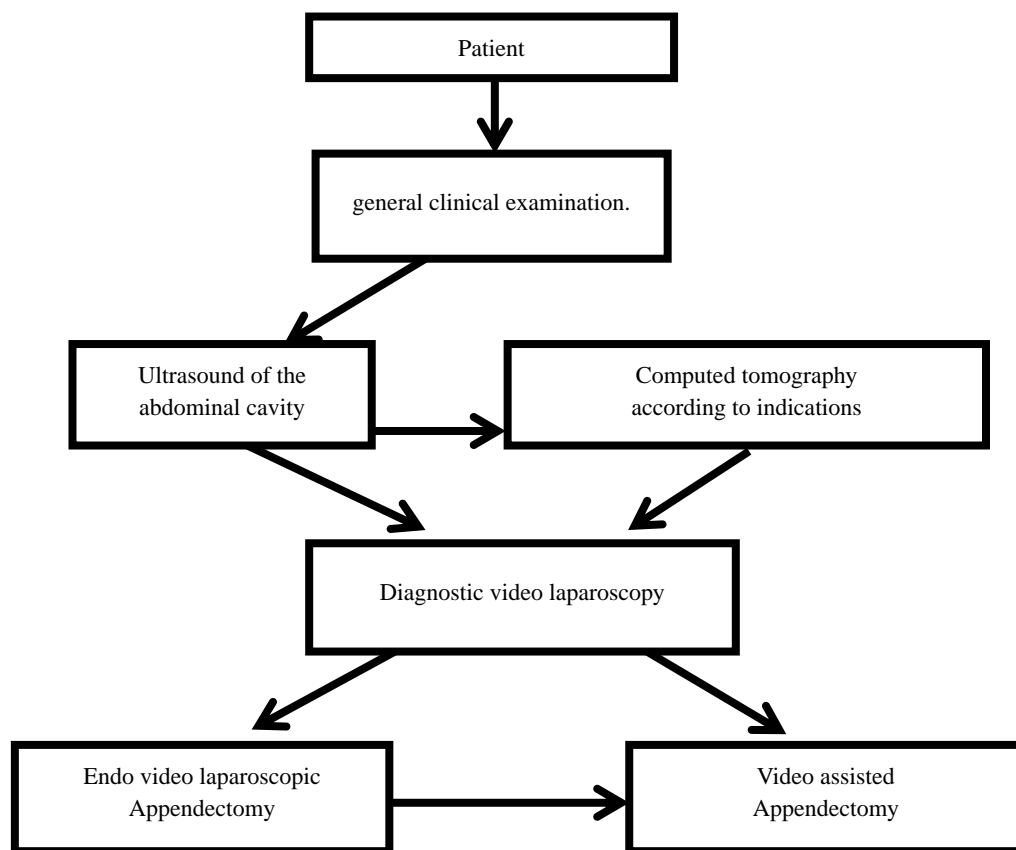 Patient
general clinical examination.
Ultrasound of the
abdominal cavity
Computed tomography
according to indications
Diagnostic video laparoscopy
Endo video laparoscopic
Appendectomy
Video assisted
Appendectomy